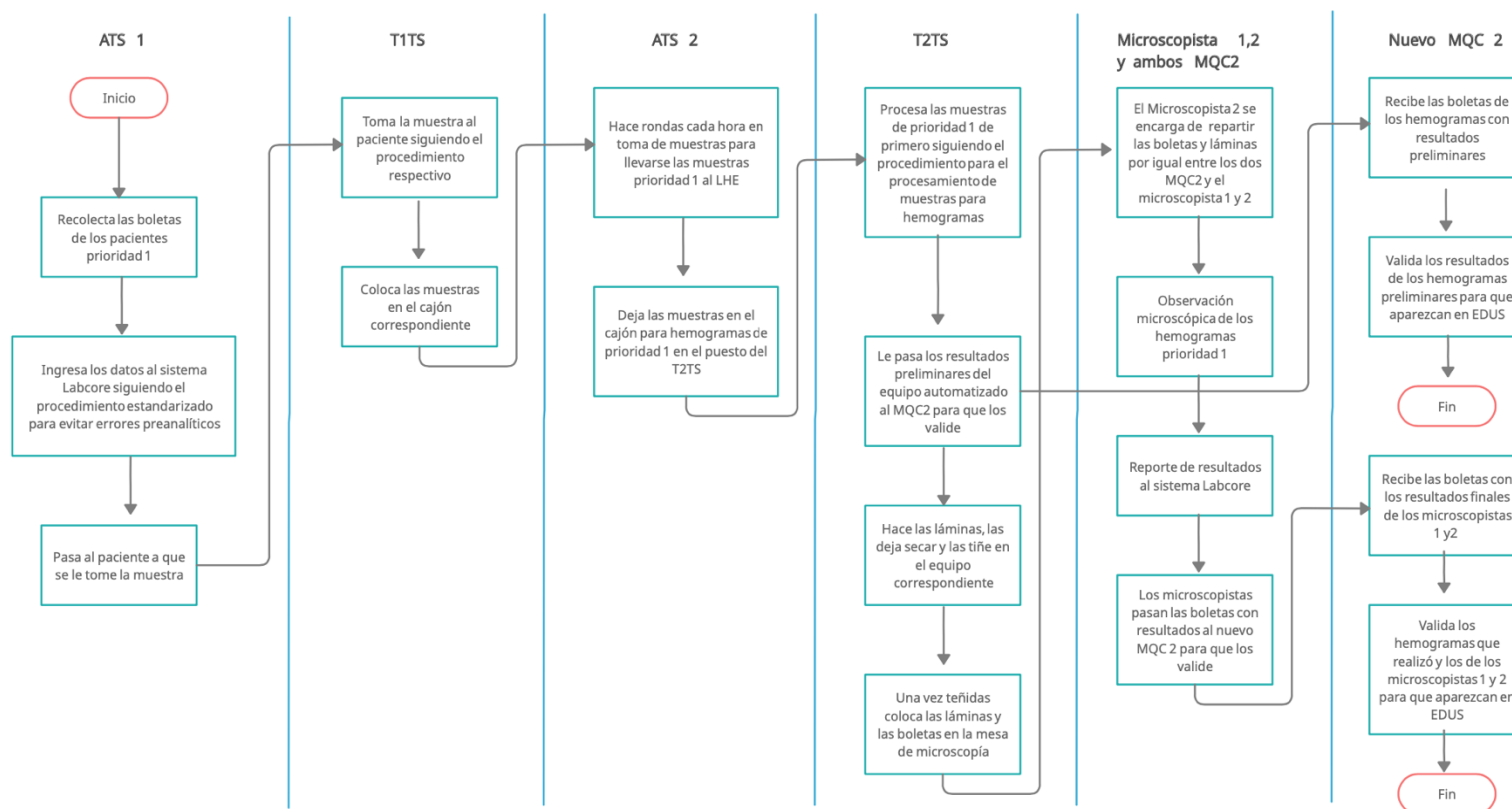 ATS 1
Inicio
Recolecta las boletas
de los pacientes
prioridad 1
Ingresa los datos al sistema
Labcore siguiendo el
procedimiento estandarizado
para evitar errores preanalíticos
Pasa al paciente a que
se le tome la muestra
T1TS
Toma la muestra al
paciente siguiendo el
procedimiento
respectivo
Coloca las muestras
en el cajón
correspondiente
ATS 2
Hace rondas cada hora en
toma de muestras para
llevarse las muestras
prioridad 1 al LHE
Deja las muestras en el
cajón para hemogramas de
prioridad 1 en el puesto del
T2TS
T2TS
Procesa las muestras
de prioridad 1 de
primero siguiendo el
procedimiento para el
procesamiento de
muestras para
hemogramas
Le pasa los resultados
preliminares del
equipo automatizado
al MQC2 para que los
valide
Hace las láminas, las
deja secar y las tiñe en
el equipo
correspondiente
Una vez teñidas
coloca las láminas y
las boletas en la mesa
de microscopía
Microscopista 1,2
y ambos MQC2
El Microscopista 2 se
encarga de repartir
las boletas y láminas
por igual entre los dos
MQC2 y el
microscopista 1 y 2
Observación
microscópica de los
hemogramas
prioridad 1
Reporte de resultados
al sistema Labcore
Los microscopistas
pasan las boletas con
resultados al nuevo
MQC 2 para que los
valide
Nuevo MQC 2
Recibe las boletas de
los hemogramas con
resultados
preliminares
Valida los resultados
de los hemogramas
preliminares para que
aparezcan en EDUS
Fin
Recibe las boletas con
los resultados finales
de los microscopistas
1 y2
Valida los
hemogramas que
realizó y los de los
microscopistas 1 y 2
para que aparezcan en
EDUS
Fin